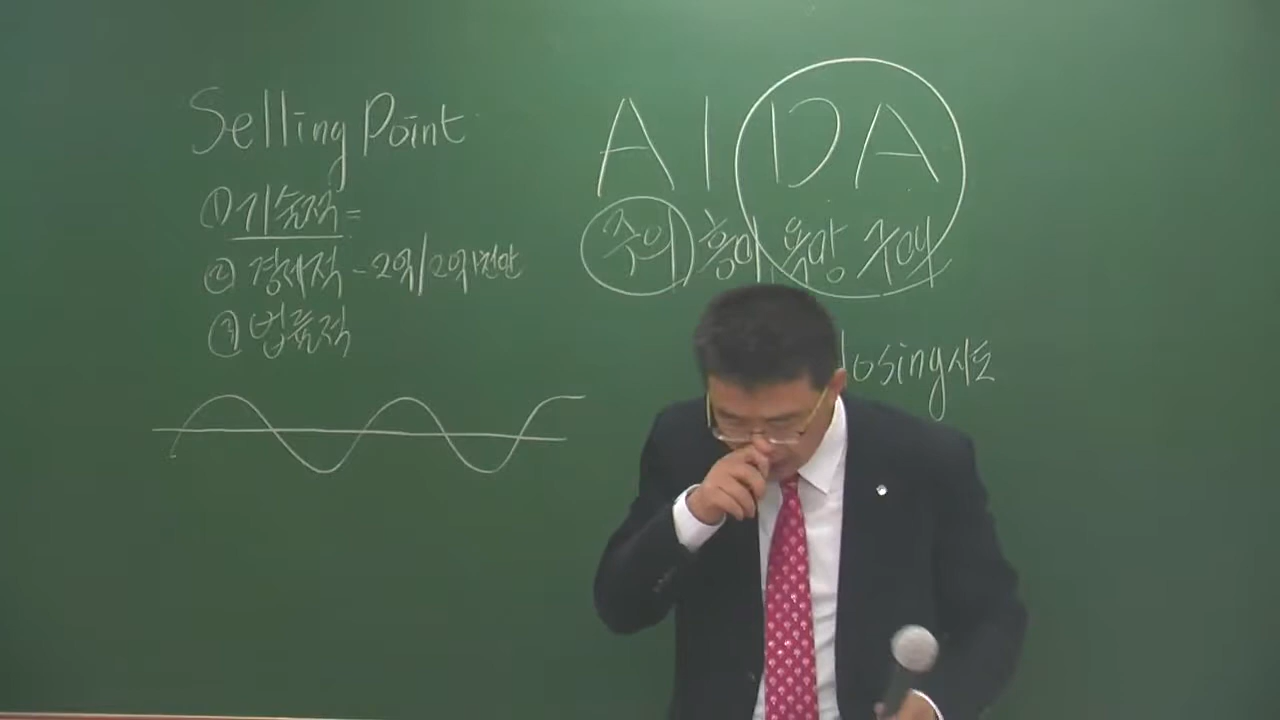 Selling Point
① 기술적 =
② 경제적 - 2억/2억1천만
③ 법률적
A I D A
주의 흥미 욕망 구매
losing시도